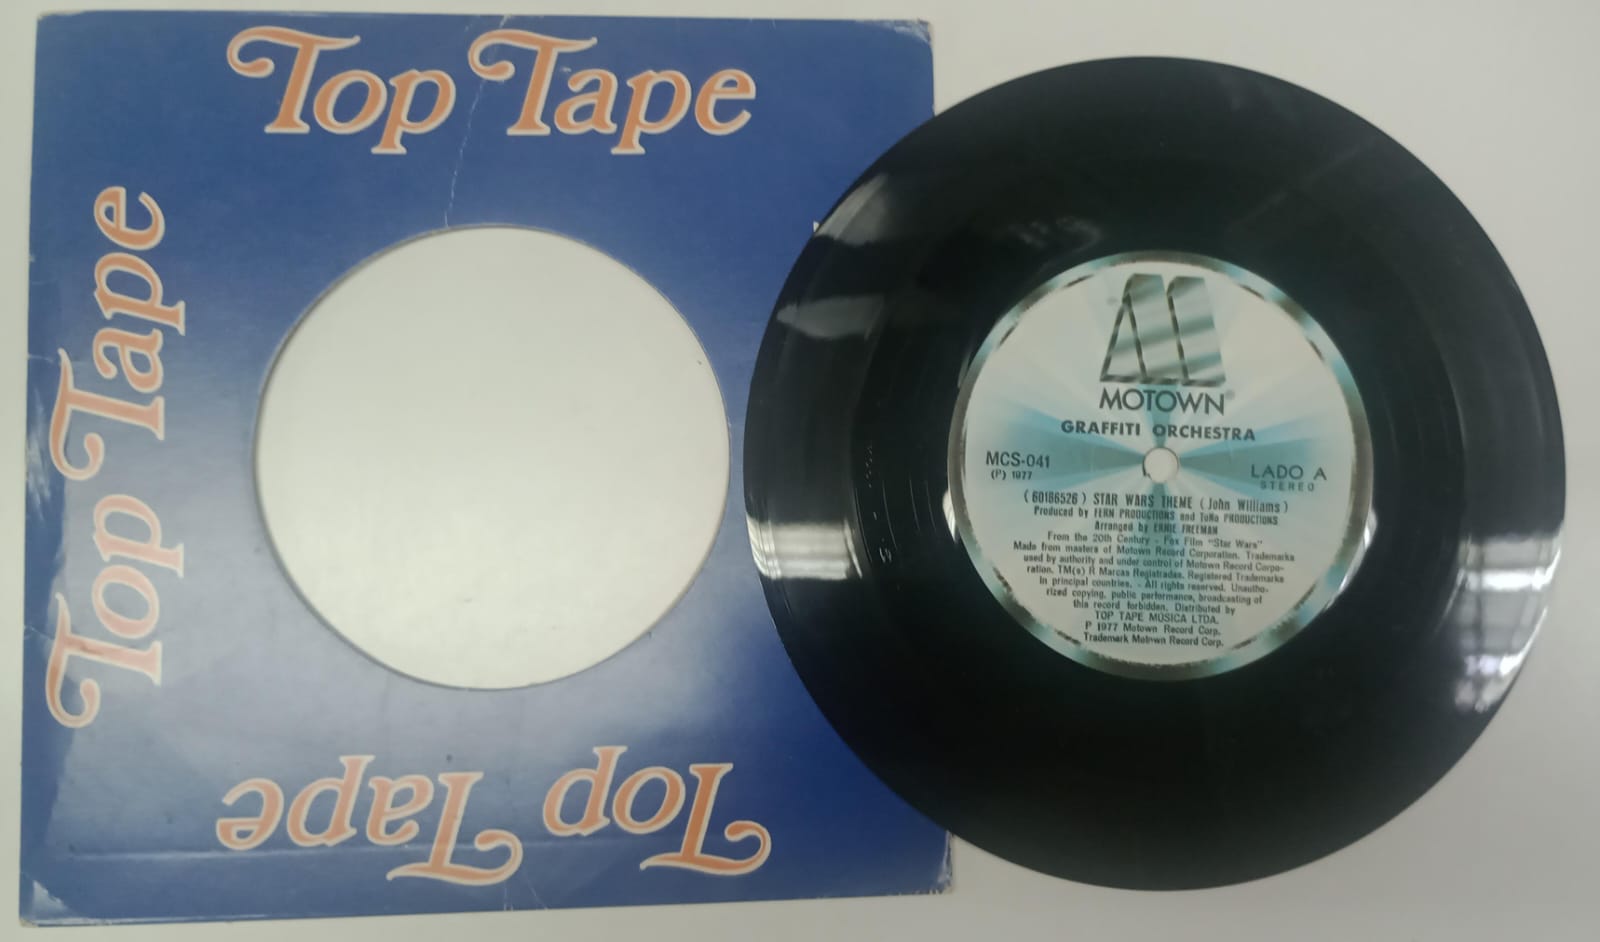 Top Tape
Top Tape
Top Tape
MOTOWN®
GRAFFITI ORCHESTRA
MCS-041
(P) 1977
LADO A
STEREO
(60186526) STAR WARS THEME (John Williams)
Produced by FERN PRODUCTIONS and ToNa PRODUCTIONS
Arranged by ERNIE FREEMAN
From the 20th Century - Fox Film "Star Wars"
Made from masters of Motown Record Corporation. Trademarks
used by authority and under control of Motown Record Corpo-
ration. TM(s) R Marcas Registradas. Registered Trademarks
In principal countries. - All rights reserved. Unautho-
rized copying, public performance, broadcasting of
this record forbidden. Distributed by
TOP TAPE MÚSICA LTDA.
P 1977 Motown Record Corp.
Trademark Motown Record Corp.